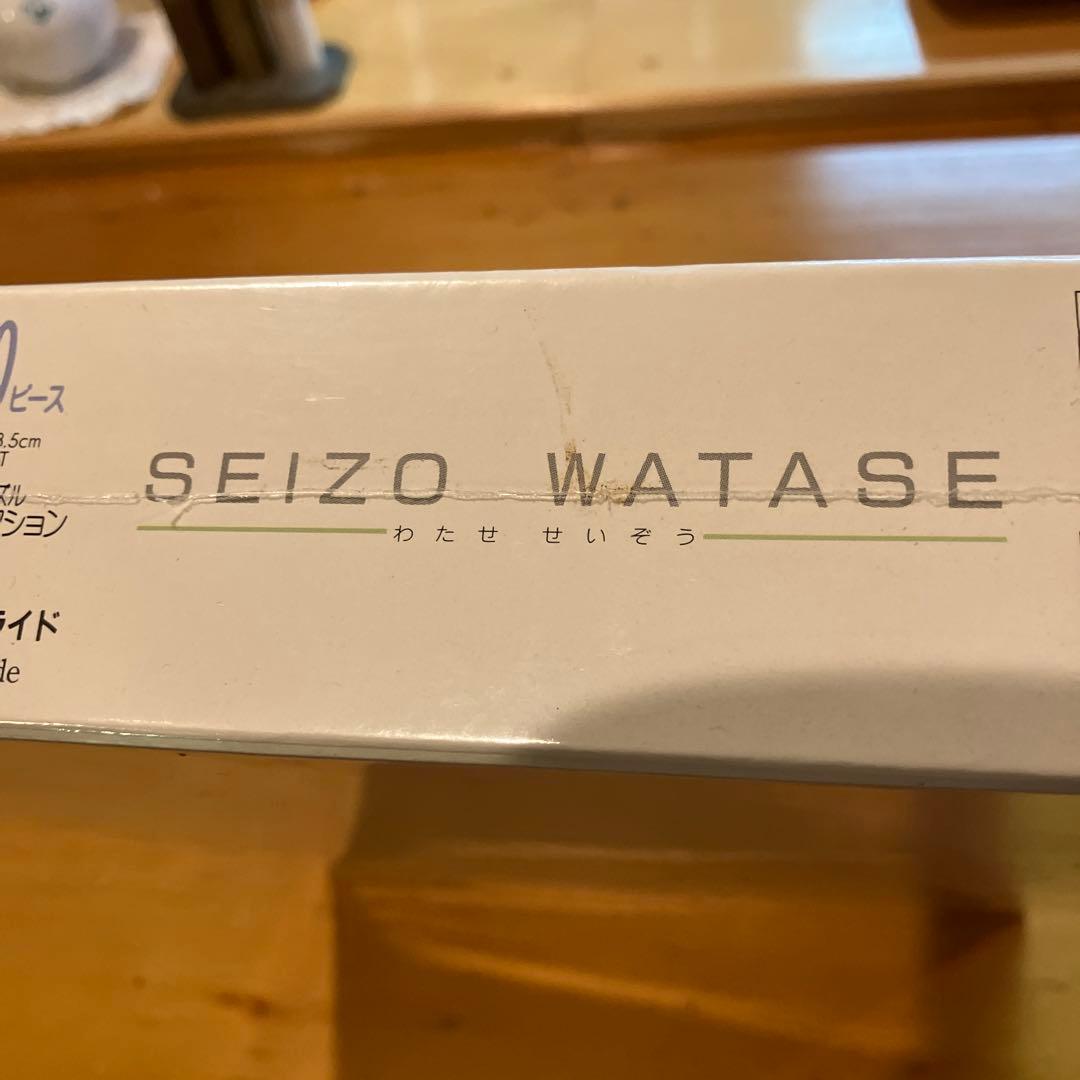 0ピース
8.5cm
T
ズル
クション
SEIZO WATASE
わたせ せいぞう
ライド
de